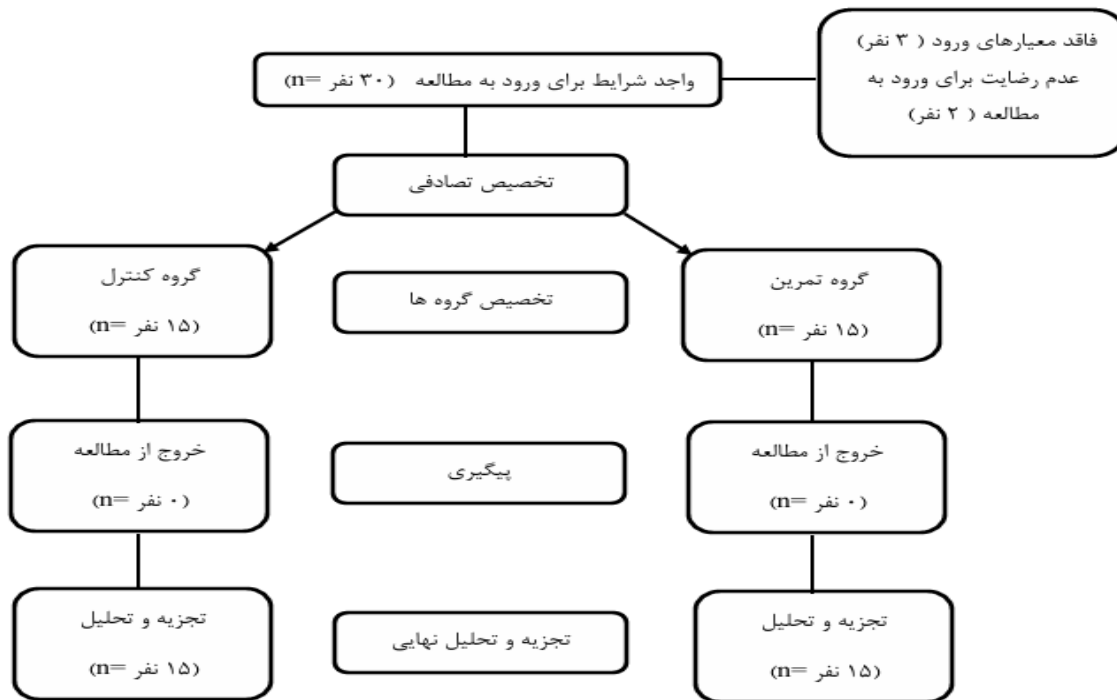 فاقد معیارهای ورود ( ۳ نفر)
عدم رضایت برای ورود به
مطالعه ( ۲ نفر)
واجد شرایط برای ورود به مطالعه (۳۰ نفر =n)
تخصیص تصادفی
گروه تمرین
(۱۵ نفر =n)
تخصیص گروه ها
گروه کنترل
(۱۵ نفر =n)
خروج از مطالعه
(۰ نفر =n)
پیگیری
خروج از مطالعه
(۰ نفر =n)
تجزیه و تحلیل
(۱۵ نفر =n)
تجزیه و تحلیل نهایی
تجزیه و تحلیل
(۱۵ نفر =n)